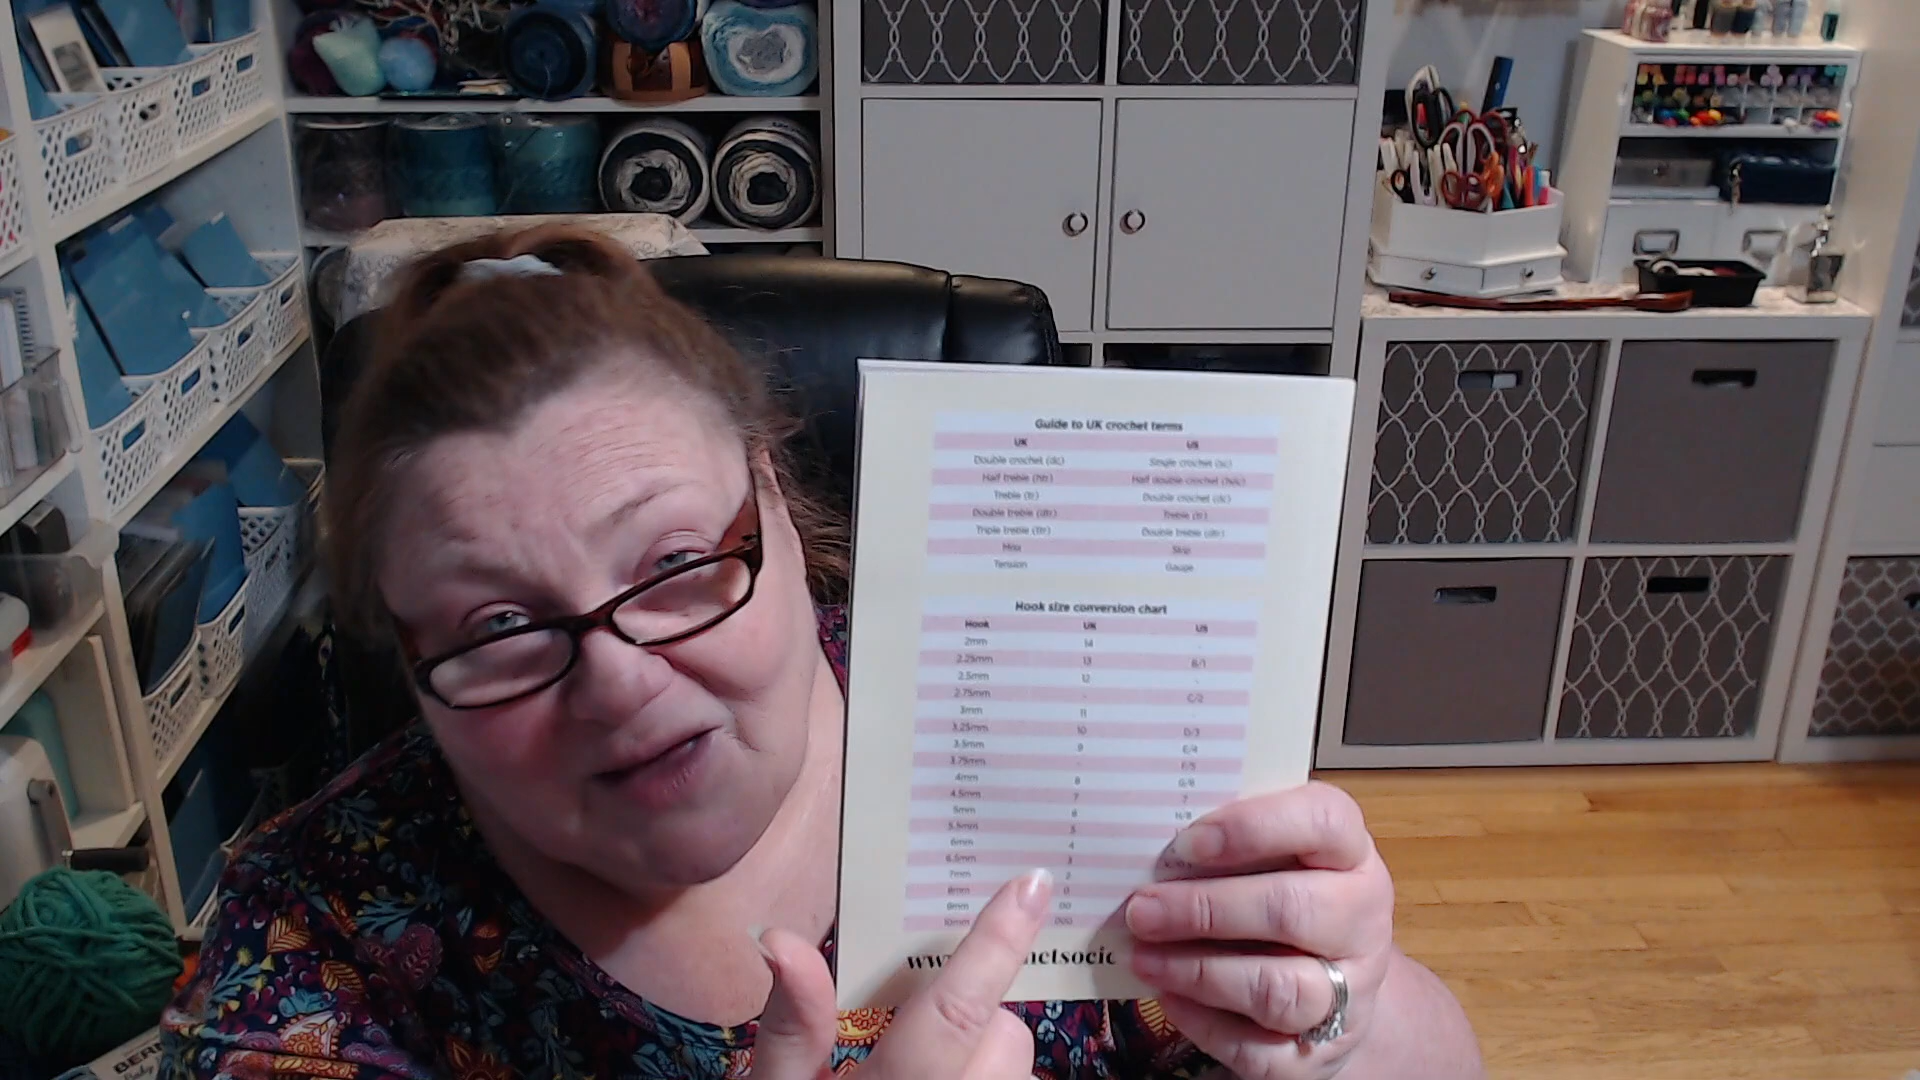 Guide to UK crochet terms
UK US
Double crochet (dc) Single crochet (sc)
Half treble (htr) Half double crochet (hdc)
Treble (tr) Double crochet (dc)
Double treble (dtr) Treble (tr)
Triple treble (ttr) Double treble (dtr)
Miss Skip
Tension Gauge
Hook size conversion chart
Hook UK US
2mm 14 -
2.25mm 13 B/1
2.5mm 12 -
2.75mm - C/2
3mm 11 -
3.25mm 10 D/3
3.5mm 9 E/4
3.75mm - F/5
4mm 8 G/6
4.5mm 7 7
5mm 6 H/8
5.5mm 5
6mm 4
6.5mm 3
7mm 2
8mm 0
9mm 00
10mm 000
BERN
Baby